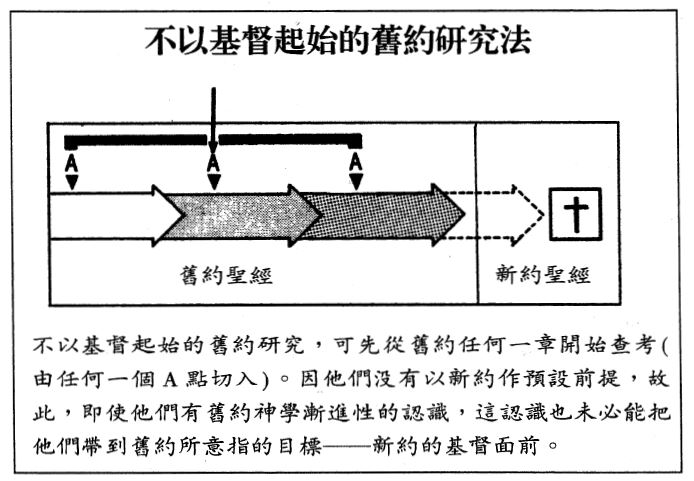 不以基督起始的舊約研究法
A A A
舊約聖經 新約聖經
不以基督起始的舊約研究，可先從舊約任何一章開始查考(
由任何一個 A 點切入)。因他們没有以新約作預設前提，故
此，即使他們有舊約神學漸進性的認識，這認識也未必能把
他們帶到舊約所意指的目標——新約的基督面前。